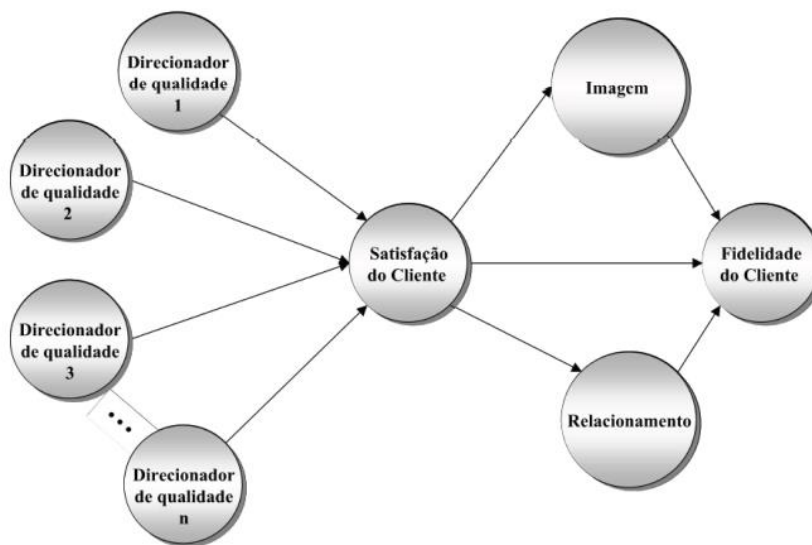 Direcionador
de qualidade
1
Direcionador
de qualidade
2
Direcionador
de qualidade
3
...
Direcionador
de qualidade
n
Satisfação
do Cliente
Imagem
Fidelidade
do Cliente
Relacionamento